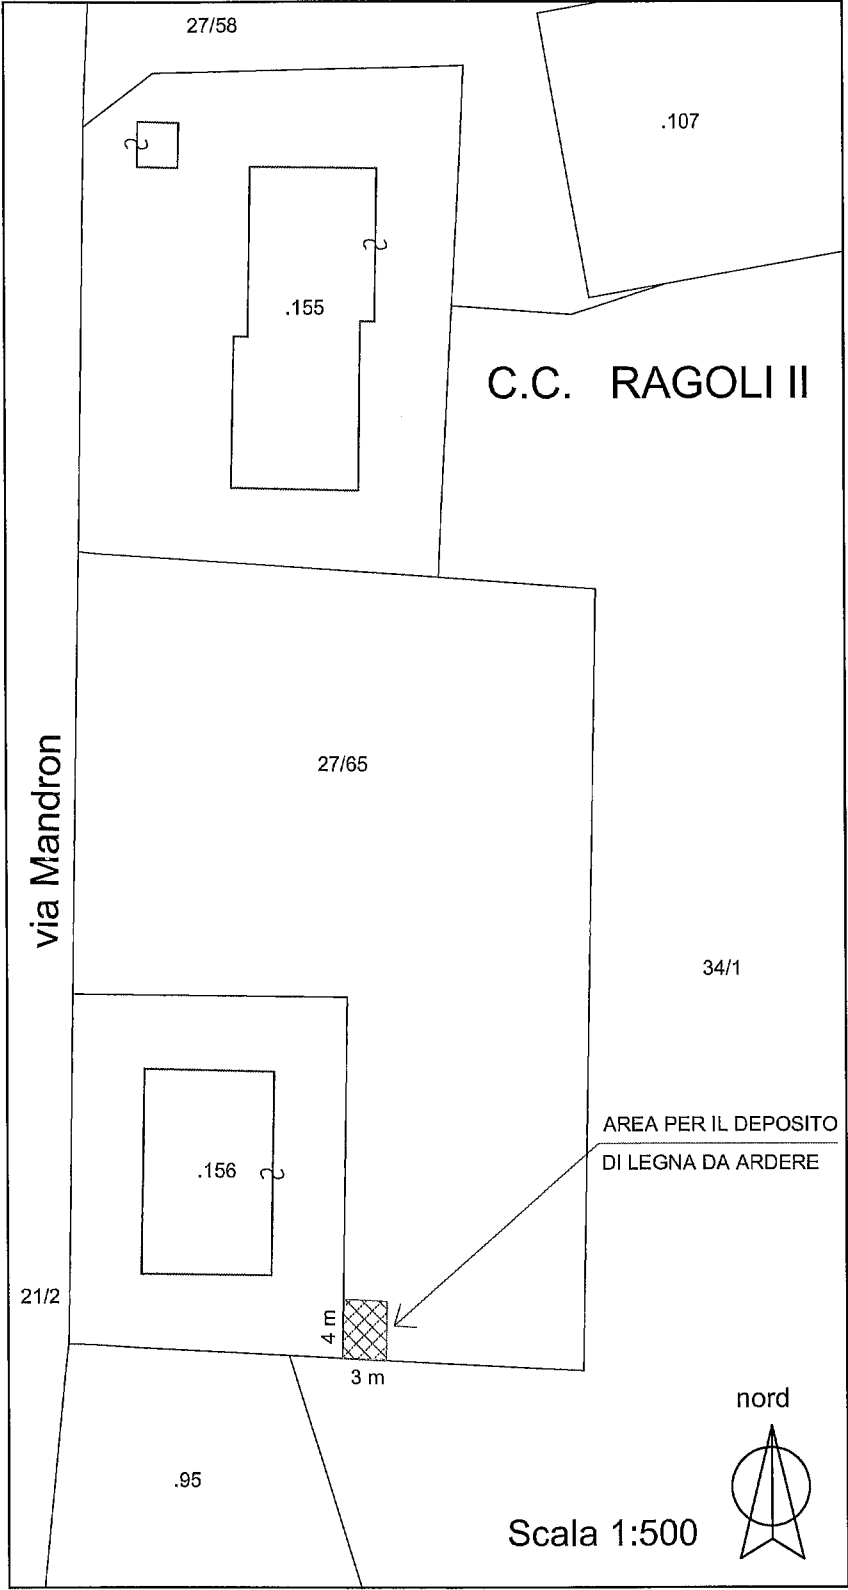 27/58
.107
.155
C.C. RAGOLI II
27/65
via Mandron
34/1
AREA PER IL DEPOSITO
DI LEGNA DA ARDERE
.156
21/2
4 m
3 m
nord
.95
Scala 1:500